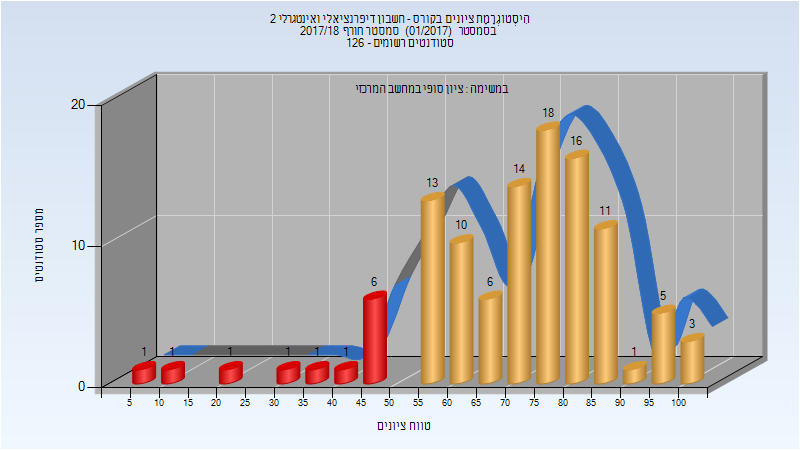 היסטוגרמת ציונים בקורס - חשבון דיפרנציאלי ואינטגרלי 2
בסמסטר (01/2017) סמסטר חורף 2017/18
סטודנטים רשומים - 126
במשימה : ציון סופי במחשב המרכזי
מספר סטודנטים
20
10
0
1 1 1 1 1 1 6 13 10 6 14 18 16 11 1 5 3
5 10 15 20 25 30 35 40 45 50 55 60 65 70 75 80 85 90 95 100
טווח ציונים